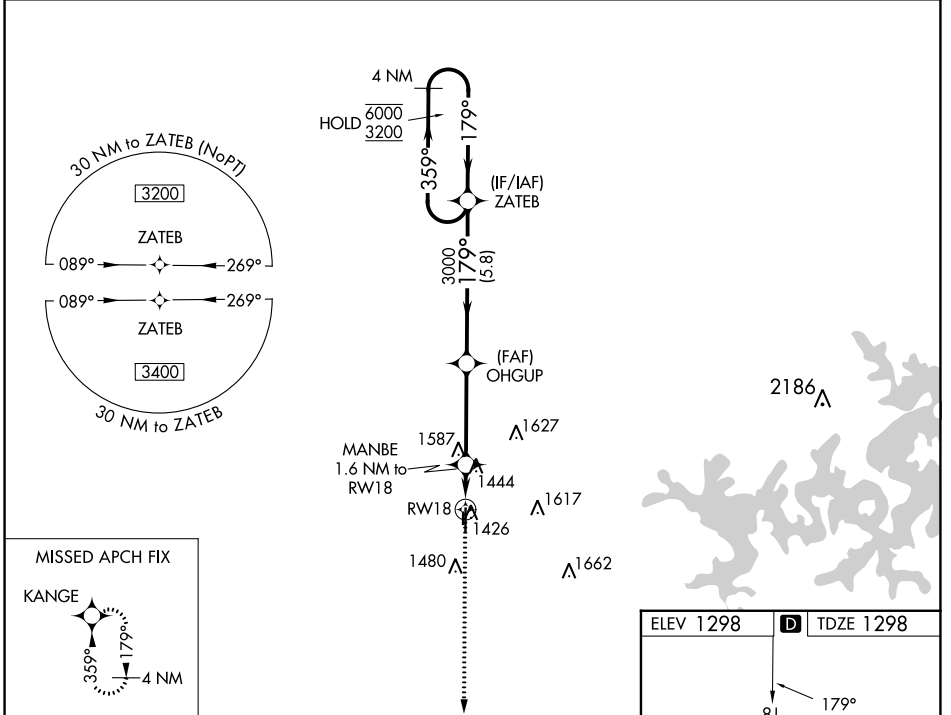 4 NM
HOLD 6000
3200
179°
359°
(IF/IAF)
ZATEB
30 NM to ZATEB (NoPT)
3200
ZATEB
089°
269°
089°
269°
ZATEB
3400
30 NM to ZATEB
3000
179°
(5.8)
(FAF)
OHGUP
2186
1627
1587
MANBE
1.6 NM to
RW18
1444
RW18
1617
1426
1480
1662
MISSED APCH FIX
KANGE
359°
179°
4 NM
ELEV 1298
D
TDZE 1298
179°
18